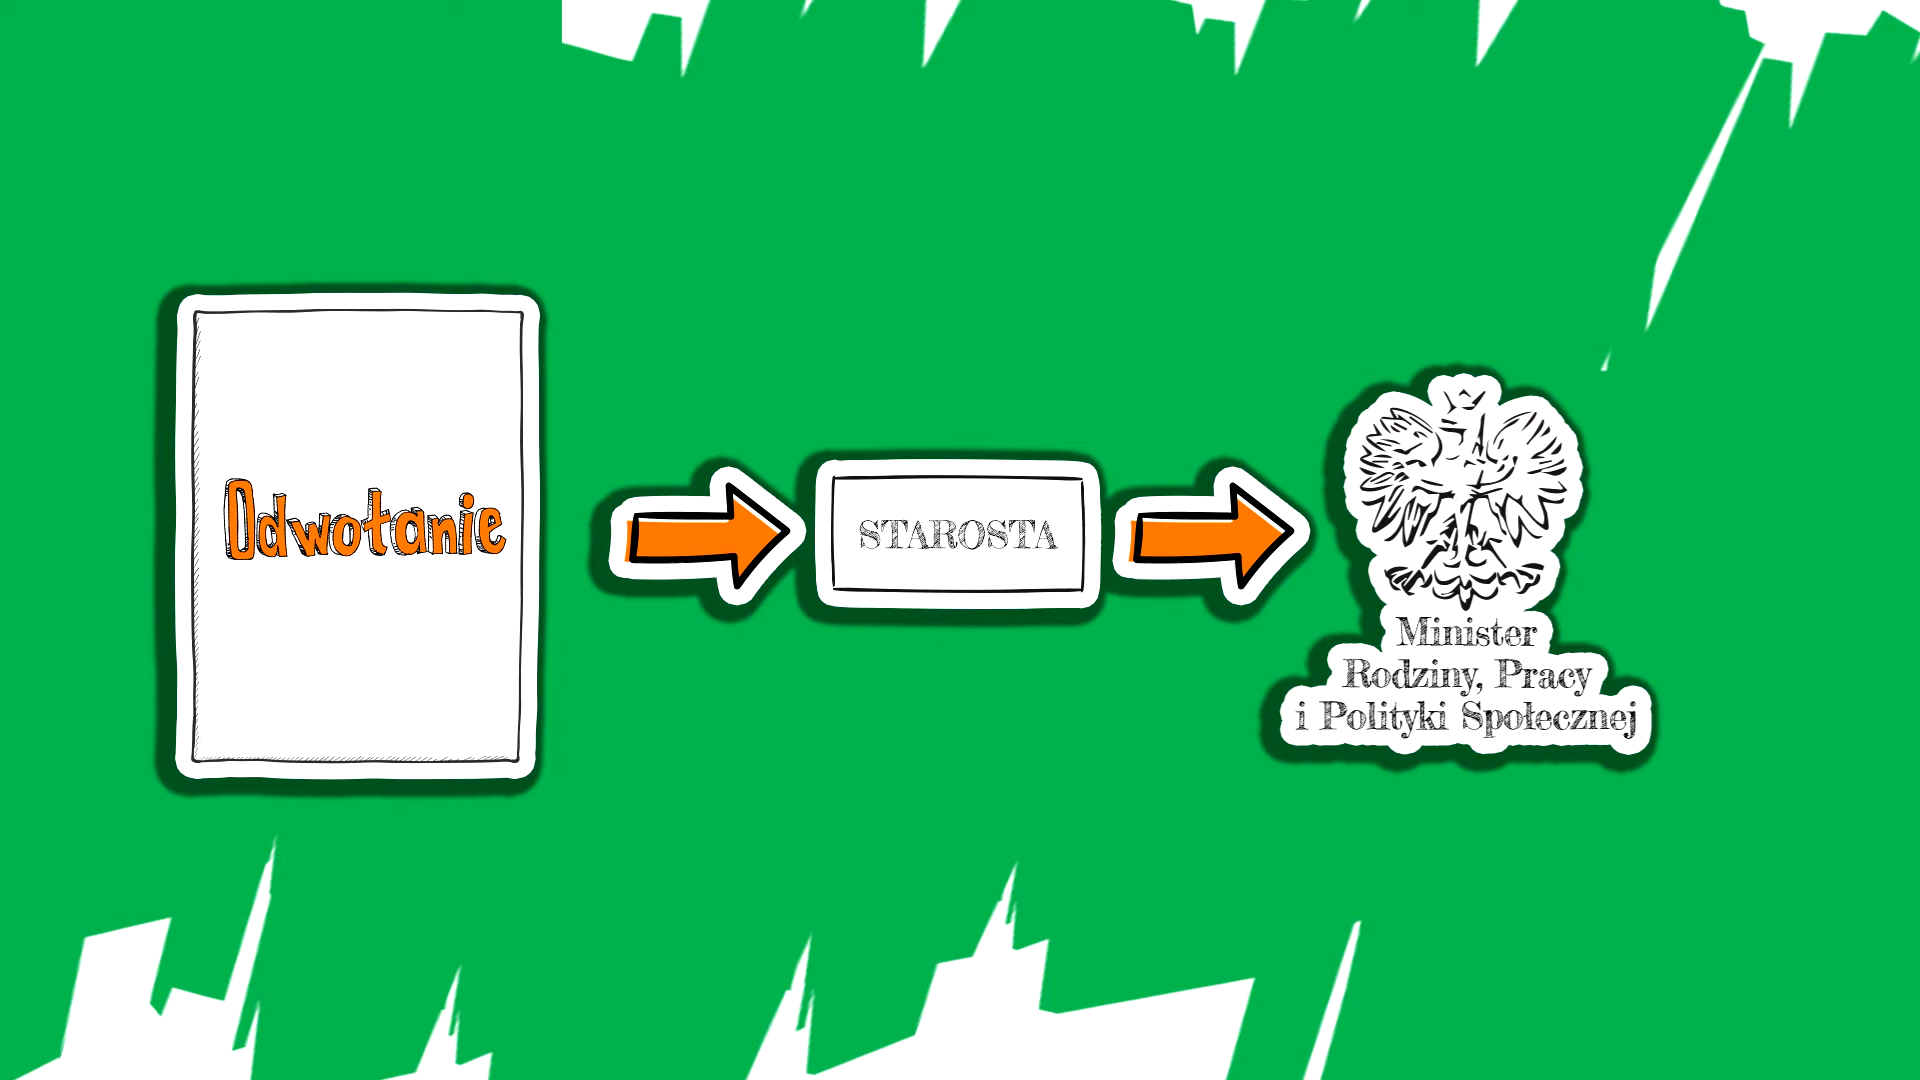 Odwołanie
STAROSTA
Minister
Rodziny, Pracy
i Polityki Społecznej